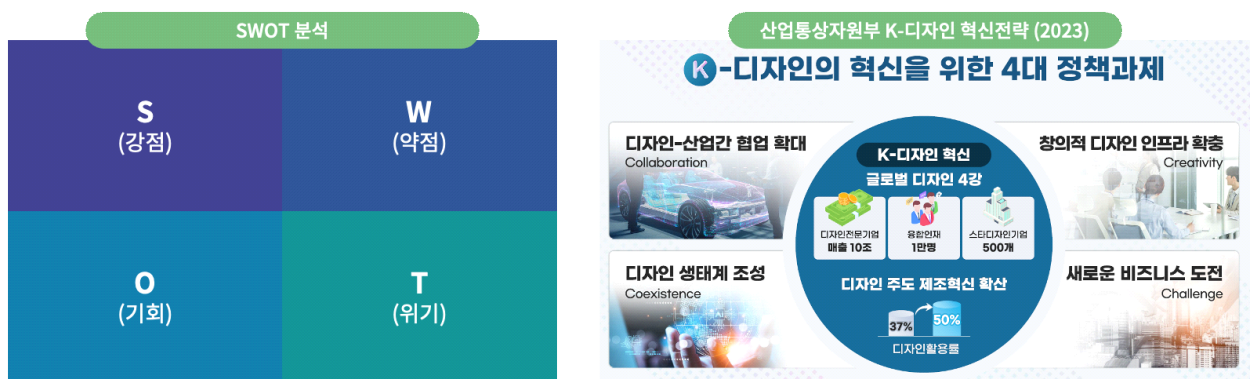 SWOT 분석
S
(강점)
W
(약점)
O
(기회)
T
(위기)
산업통상자원부 K-디자인 혁신전략 (2023)
K-디자인의 혁신을 위한 4대 정책과제
디자인-산업간 협업 확대
Collaboration
창의적 디자인 인프라 확충
Creativity
K-디자인 혁신
글로벌 디자인 4강
디자인전문기업
매출 10조
융합인재
1만명
스타디자인기업
500개
디자인 생태계 조성
Coexistence
새로운 비즈니스 도전
Challenge
디자인 주도 제조혁신 확산
37%
50%
디자인활용률